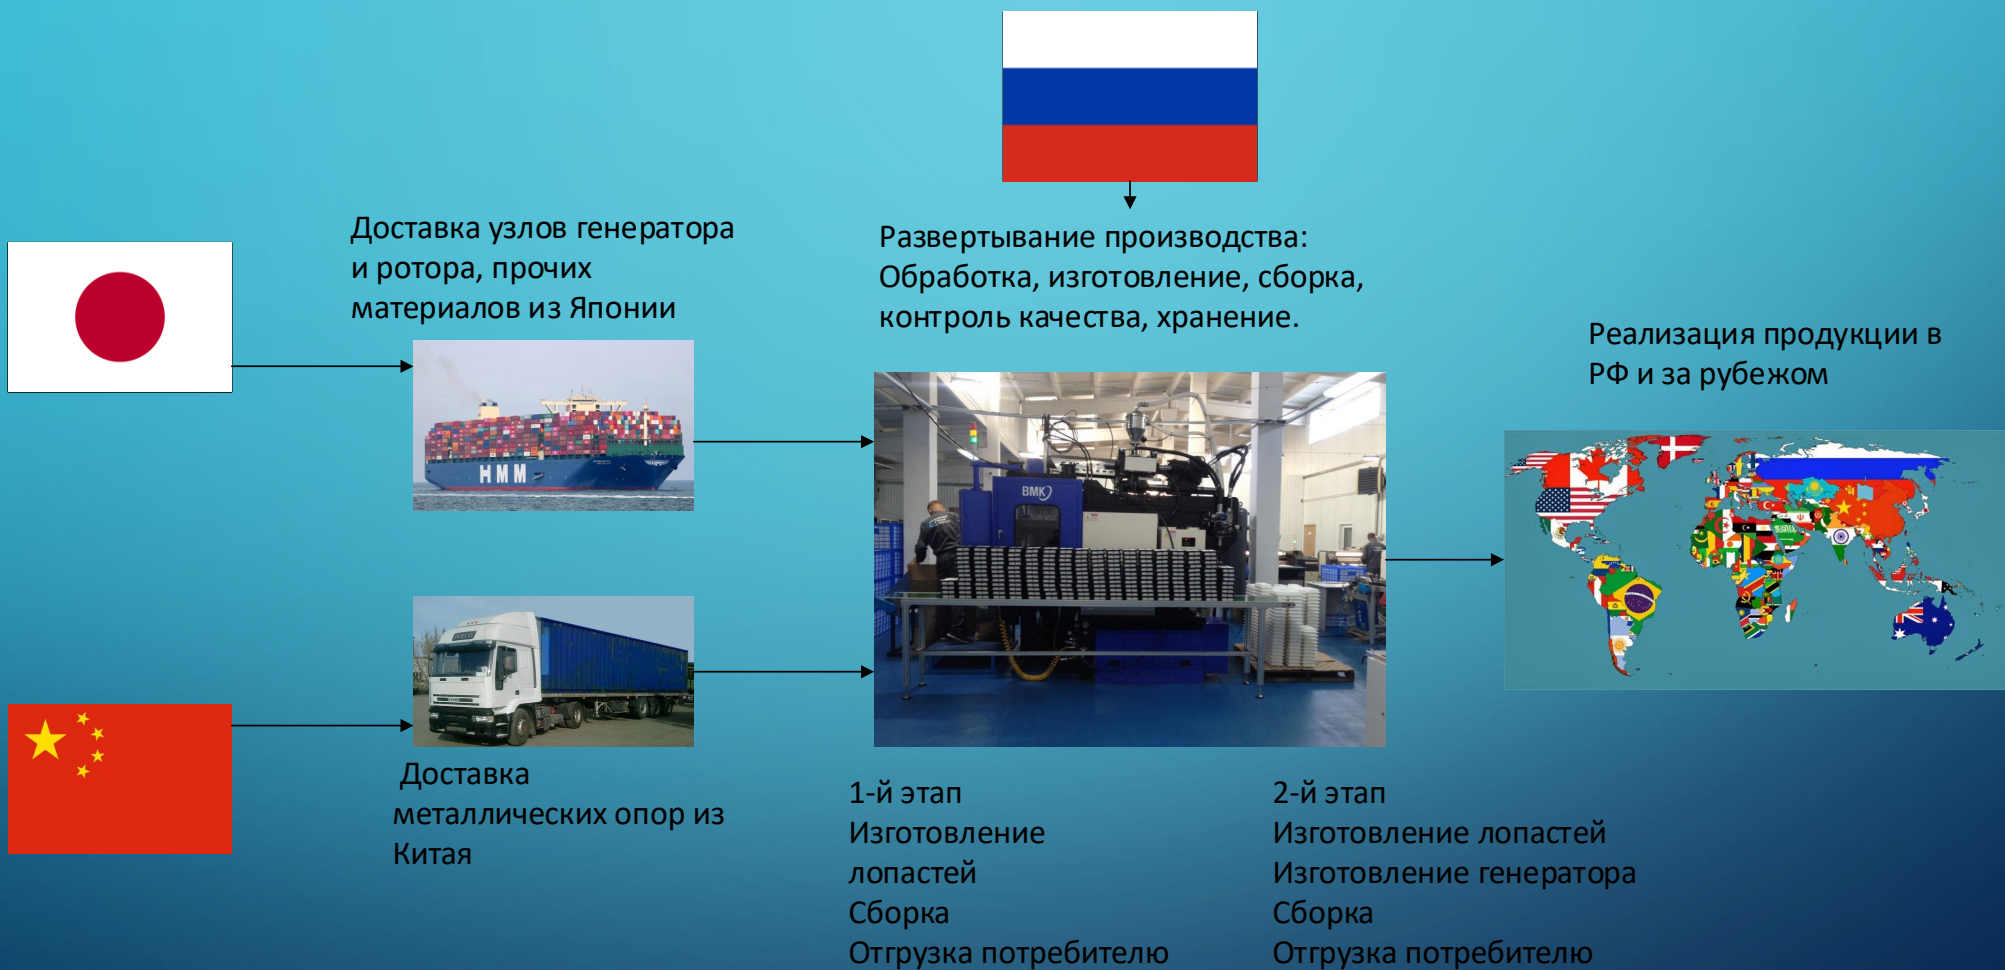 Доставка узлов генератора
и ротора, прочих
материалов из Японии
Развертывание производства:
Обработка, изготовление, сборка,
контроль качества, хранение.
Реализация продукции в
РФ и за рубежом
HMM
BMK
Доставка
металлических опор из
Китая
1-й этап
Изготовление
лопастей
Сборка
Отгрузка потребителю
2-й этап
Изготовление лопастей
Изготовление генератора
Сборка
Отгрузка потребителю